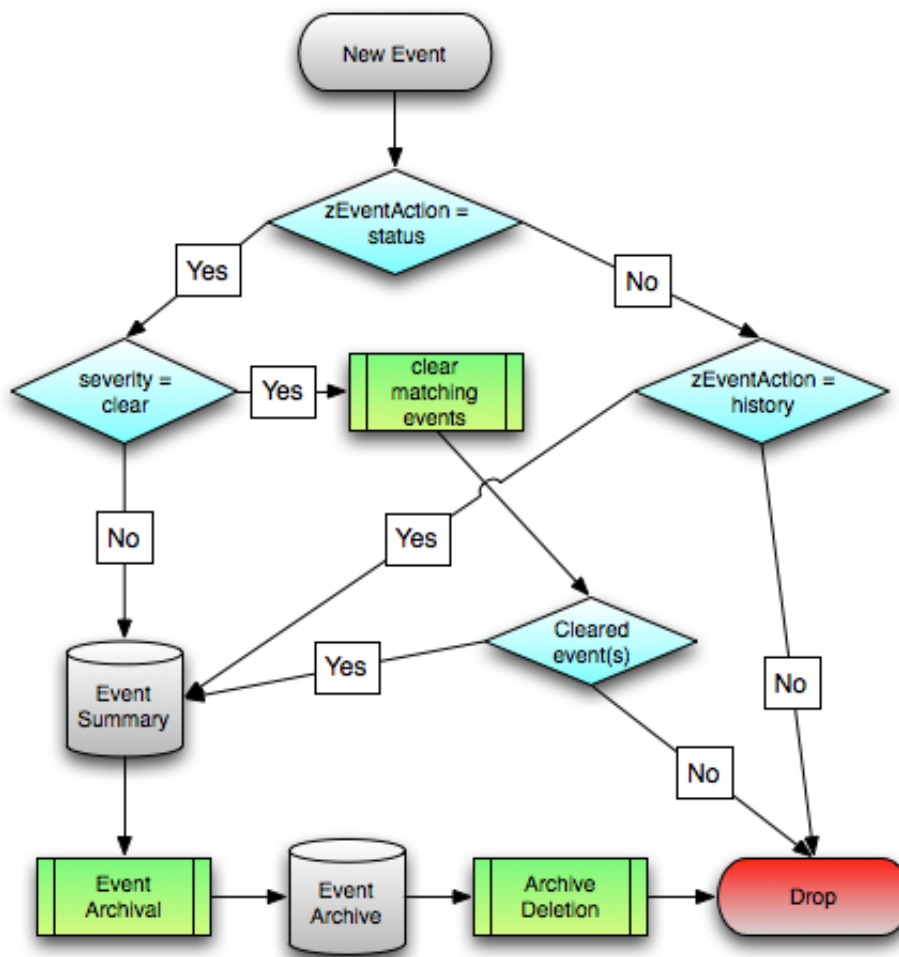 New Event
zEventAction =
status
Yes
No
severity =
clear
Yes
clear
matching
events
zEventAction =
history
No
Yes
Cleared
event(s)
Yes
No
Event
Summary
No
Event
Archival
Event
Archive
Archive
Deletion
Drop